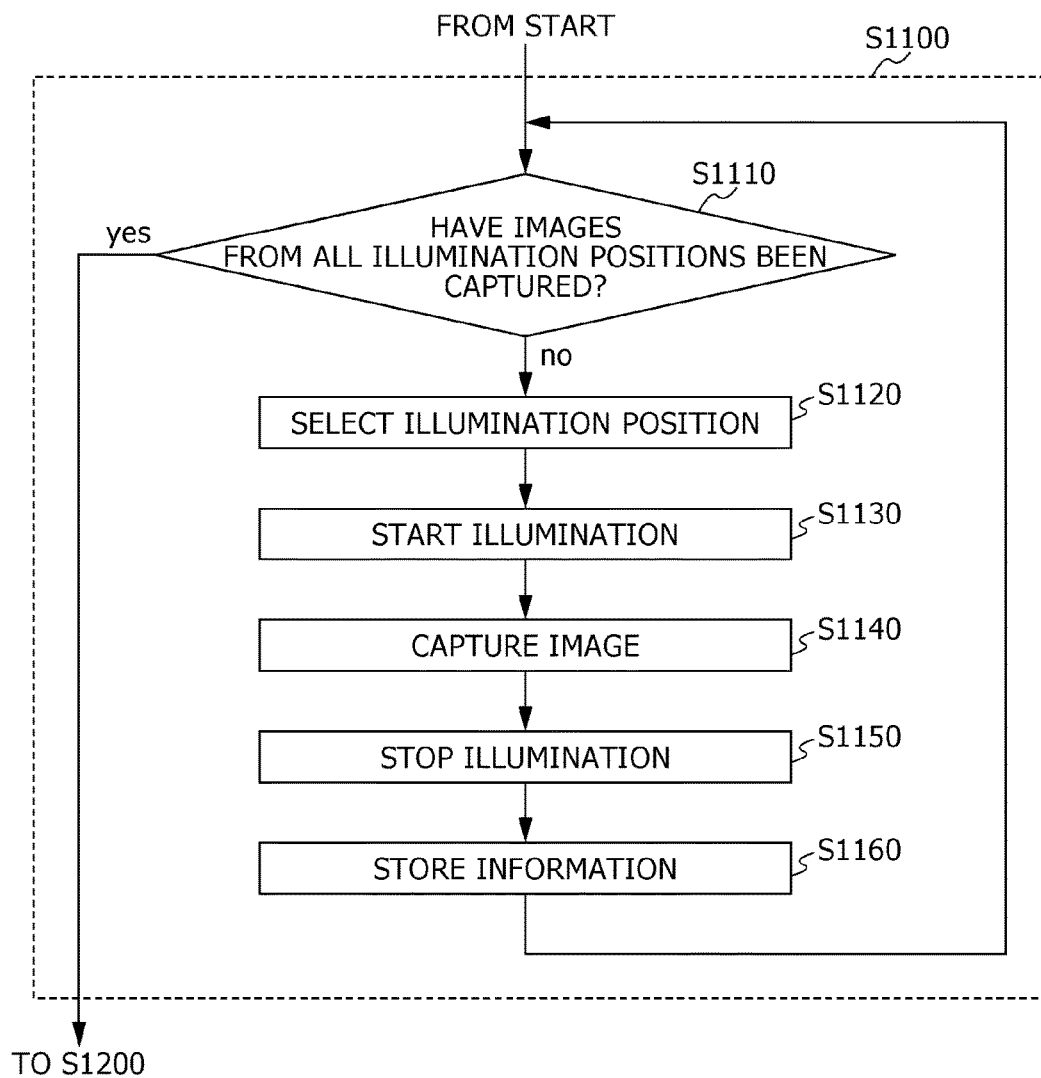 FROM START
S1100
S1110
HAVE IMAGES
FROM ALL ILLUMINATION POSITIONS BEEN
CAPTURED?
yes
no
S1120
SELECT ILLUMINATION POSITION
S1130
START ILLUMINATION
S1140
CAPTURE IMAGE
S1150
STOP ILLUMINATION
S1160
STORE INFORMATION
TO S1200